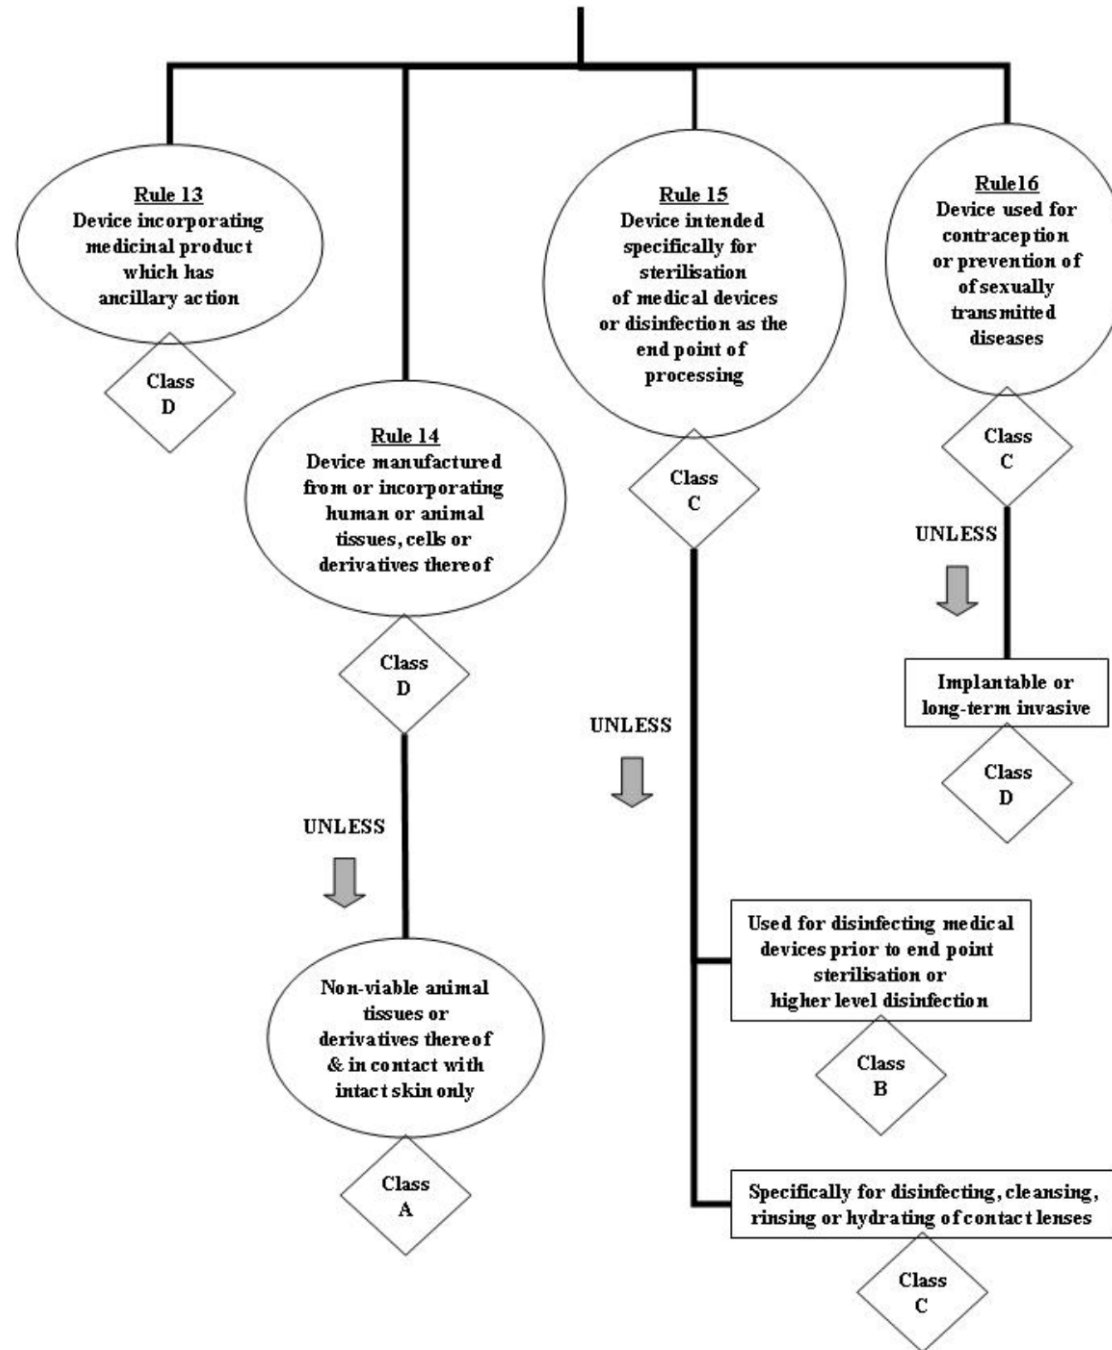 Rule 13
Device incorporating
medicinal product
which has
ancillary action
Class
D
Rule 14
Device manufactured
from or incorporating
human or animal
tissues, cells or
derivatives thereof
Class
D
UNLESS
Non-viable animal
tissues or
derivatives thereof
& in contact with
intact skin only
Class
A
Rule 15
Device intended
specifically for
sterilisation
of medical devices
or disinfection as the
end point of
processing
Class
C
UNLESS
Used for disinfecting medical
devices prior to end point
sterilisation or
higher level disinfection
Class
B
Specifically for disinfecting, cleansing,
rinsing or hydrating of contact lenses
Class
C
Rule16
Device used for
contraception
or prevention of
of sexually
transmitted
diseases
Class
C
UNLESS
Implantable or
long-term invasive
Class
D